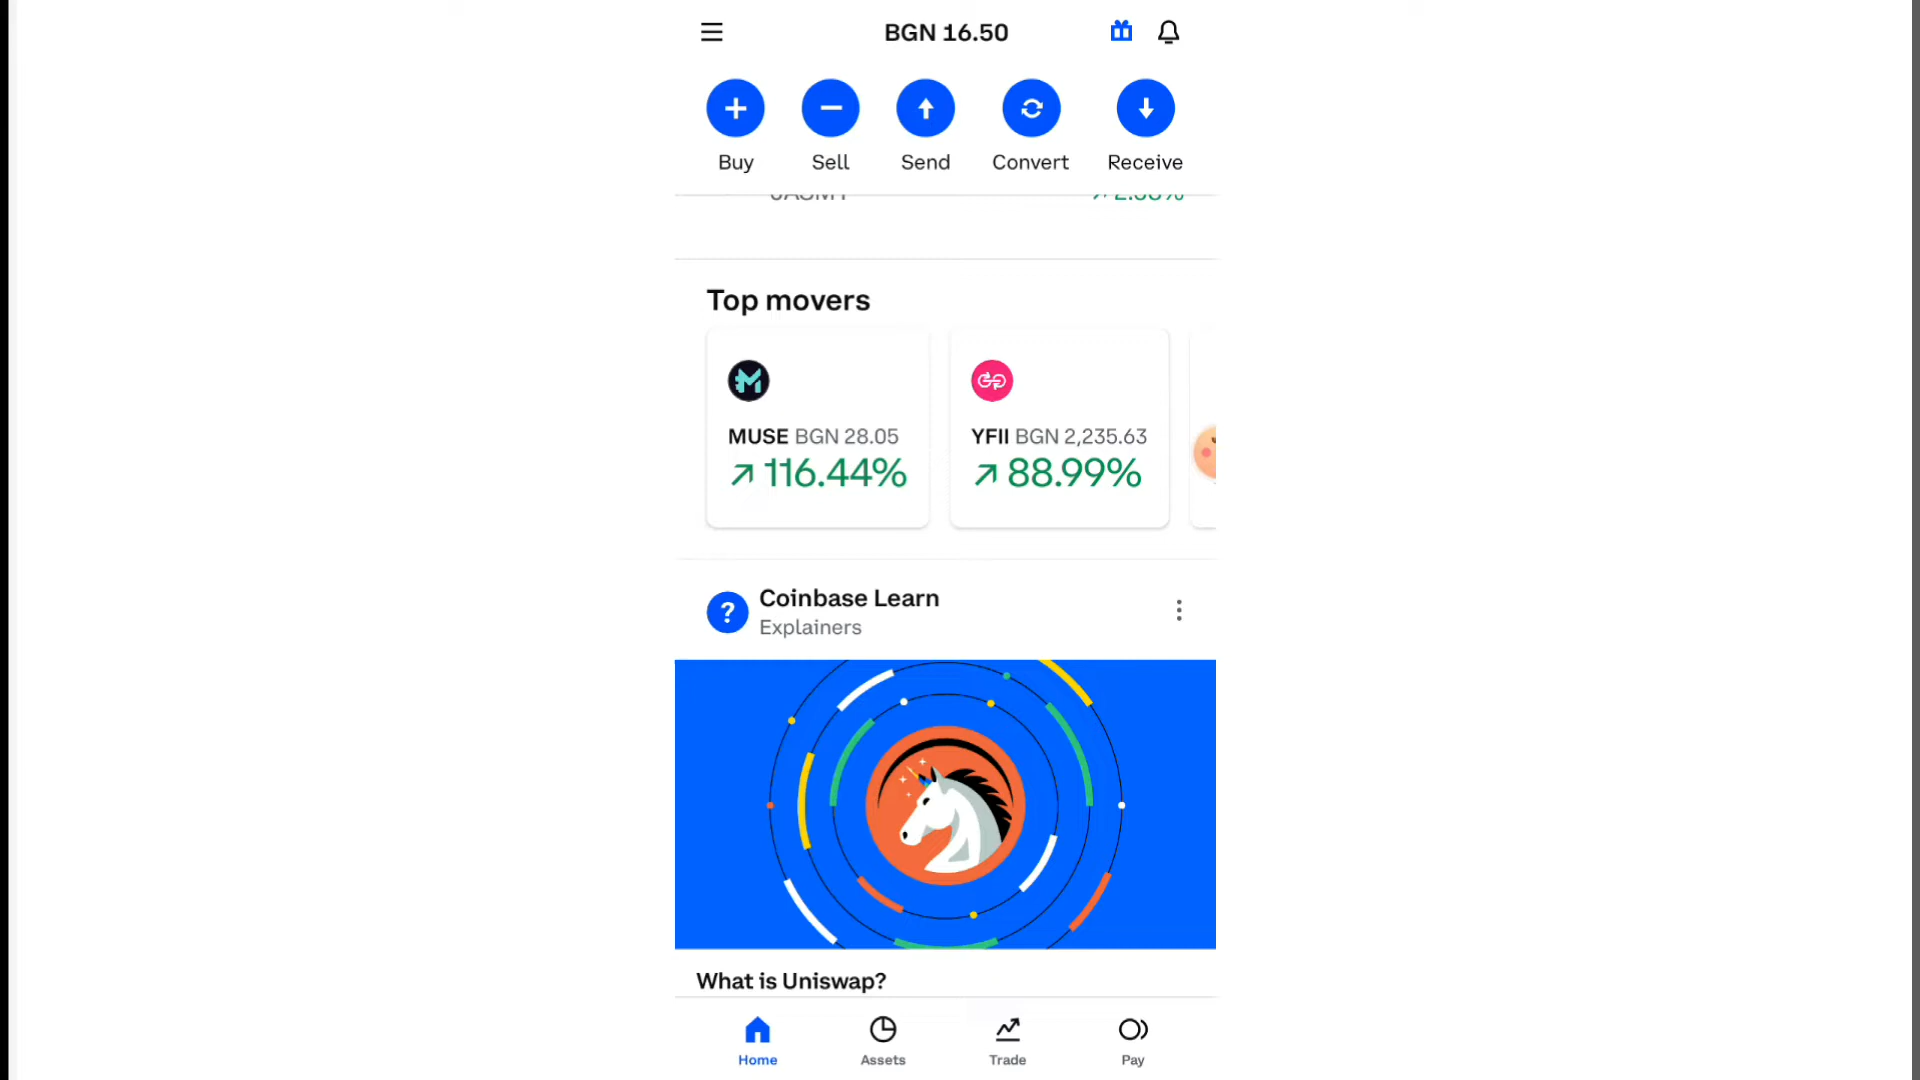 BGN 16.50
Buy Sell Send Convert Receive
Top movers
MUSE BGN 28.05
↗ 116.44%
YFII BGN 2,235.63
↗ 88.99%
Coinbase Learn
Explainers
What is Uniswap?
Home Assets Trade Pay